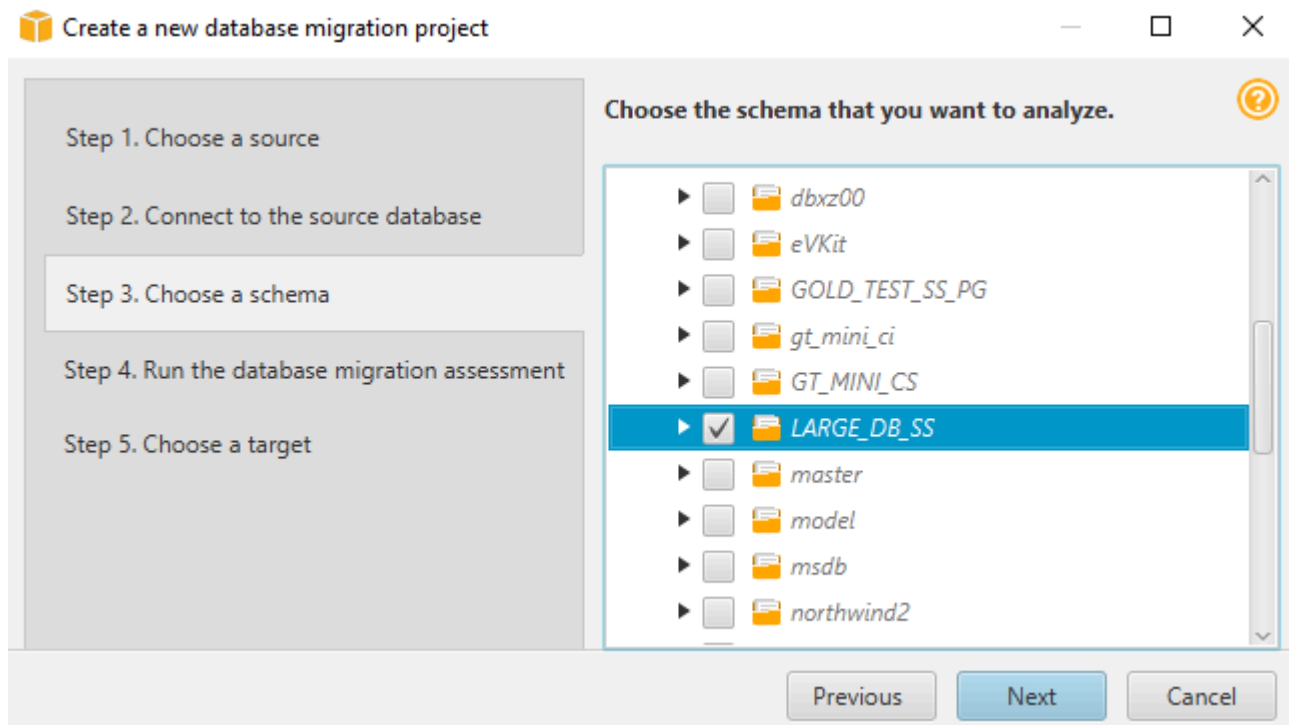 Create a new database migration project
Step 1. Choose a source
Step 2. Connect to the source database
Step 3. Choose a schema
Step 4. Run the database migration assessment
Step 5. Choose a target
Choose the schema that you want to analyze.
dbxz00
eVKit
GOLD_TEST_SS_PG
gt_mini_ci
GT_MINI_CS
LARGE_DB_SS
master
model
msdb
northwind2
Previous
Next
Cancel